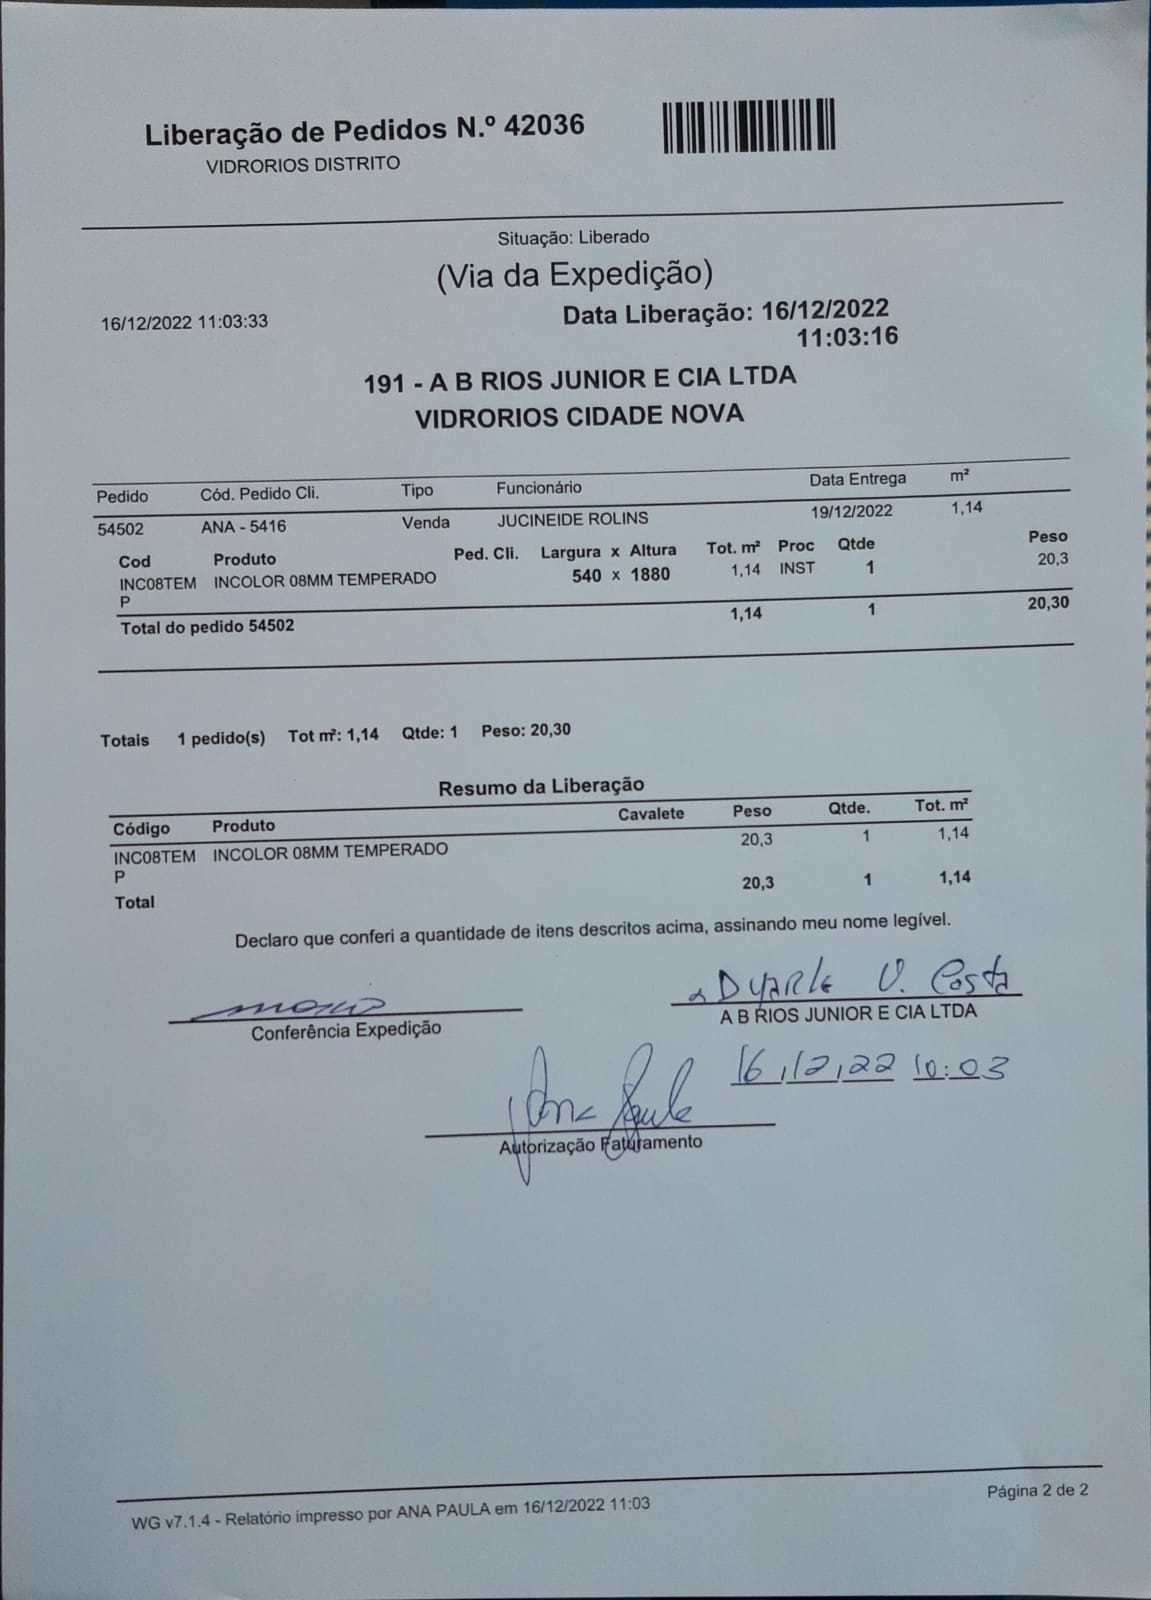 Liberação de Pedidos N.º 42036
VIDRORIOS DISTRITO
Situação: Liberado
(Via da Expedição)
16/12/2022 11:03:33
Data Liberação: 16/12/2022
11:03:16
191 - A B RIOS JUNIOR E CIA LTDA
VIDRORIOS CIDADE NOVA
Pedido Cód. Pedido Cli. Tipo Funcionário Data Entrega m²
54502 ANA - 5416 Venda JUCINEIDE ROLINS 19/12/2022 1,14
Cod Produto Ped. Cli. Largura x Altura Tot. m² Proc Qtde Peso
INC08TEM INCOLOR 08MM TEMPERADO 540 x 1880 1,14 INST 1 20,3
P
Total do pedido 54502 1,14 1 20,30
Totais 1 pedido(s) Tot m²: 1,14 Qtde: 1 Peso: 20,30
Resumo da Liberação
Código Produto Cavalete Peso Qtde. Tot. m²
INC08TEM INCOLOR 08MM TEMPERADO 20,3 1 1,14
P
Total 20,3 1 1,14
Declaro que conferi a quantidade de itens descritos acima, assinando meu nome legível.
V. Costa
Conferência Expedição
A B RIOS JUNIOR E CIA LTDA
16,12,22 10:03
Ana Paula
Autorização Faturamento
WG v7.1.4 - Relatório impresso por ANA PAULA em 16/12/2022 11:03
Página 2 de 2